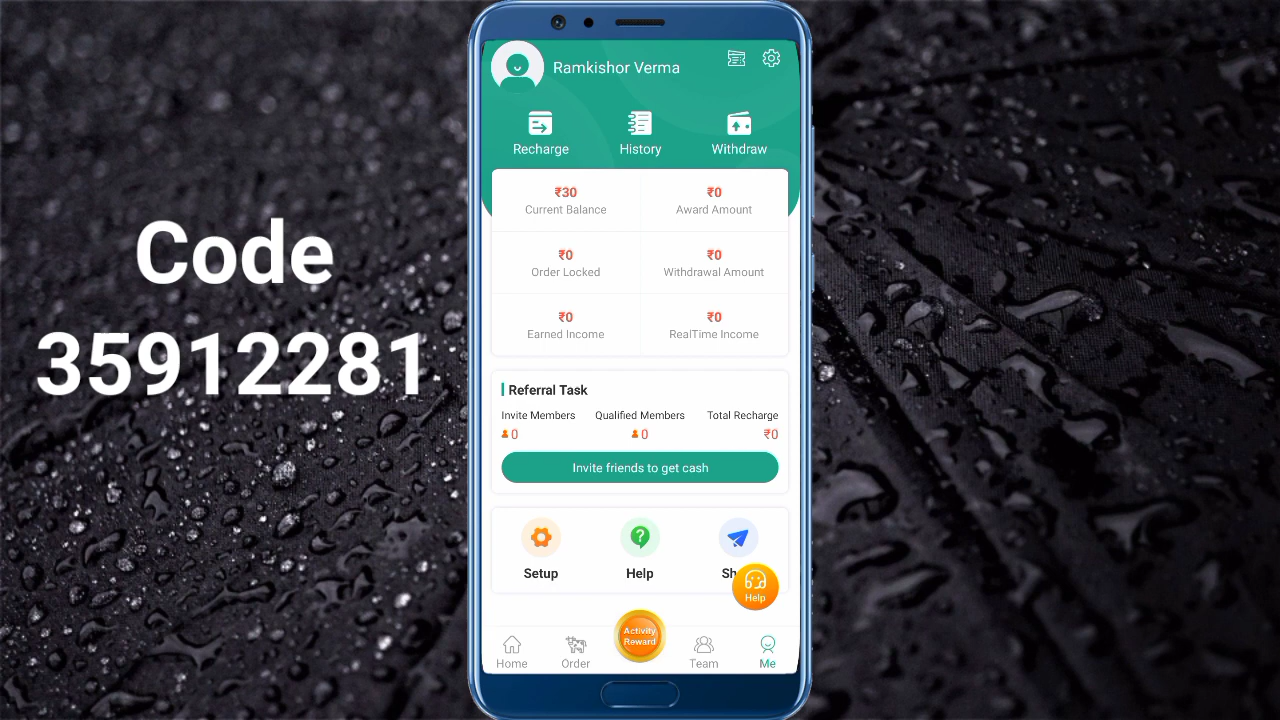 Code
35912281
Ramkishor Verma
Recharge History Withdraw
₹30 ₹0
Current Balance Award Amount
₹0 ₹0
Order Locked Withdrawal Amount
₹0 ₹0
Earned Income RealTime Income
Referral Task
Invite Members Qualified Members Total Recharge
0 0 ₹0
Invite friends to get cash
Setup Help Sh
Help
Activity
Reward
Home Order Team Me